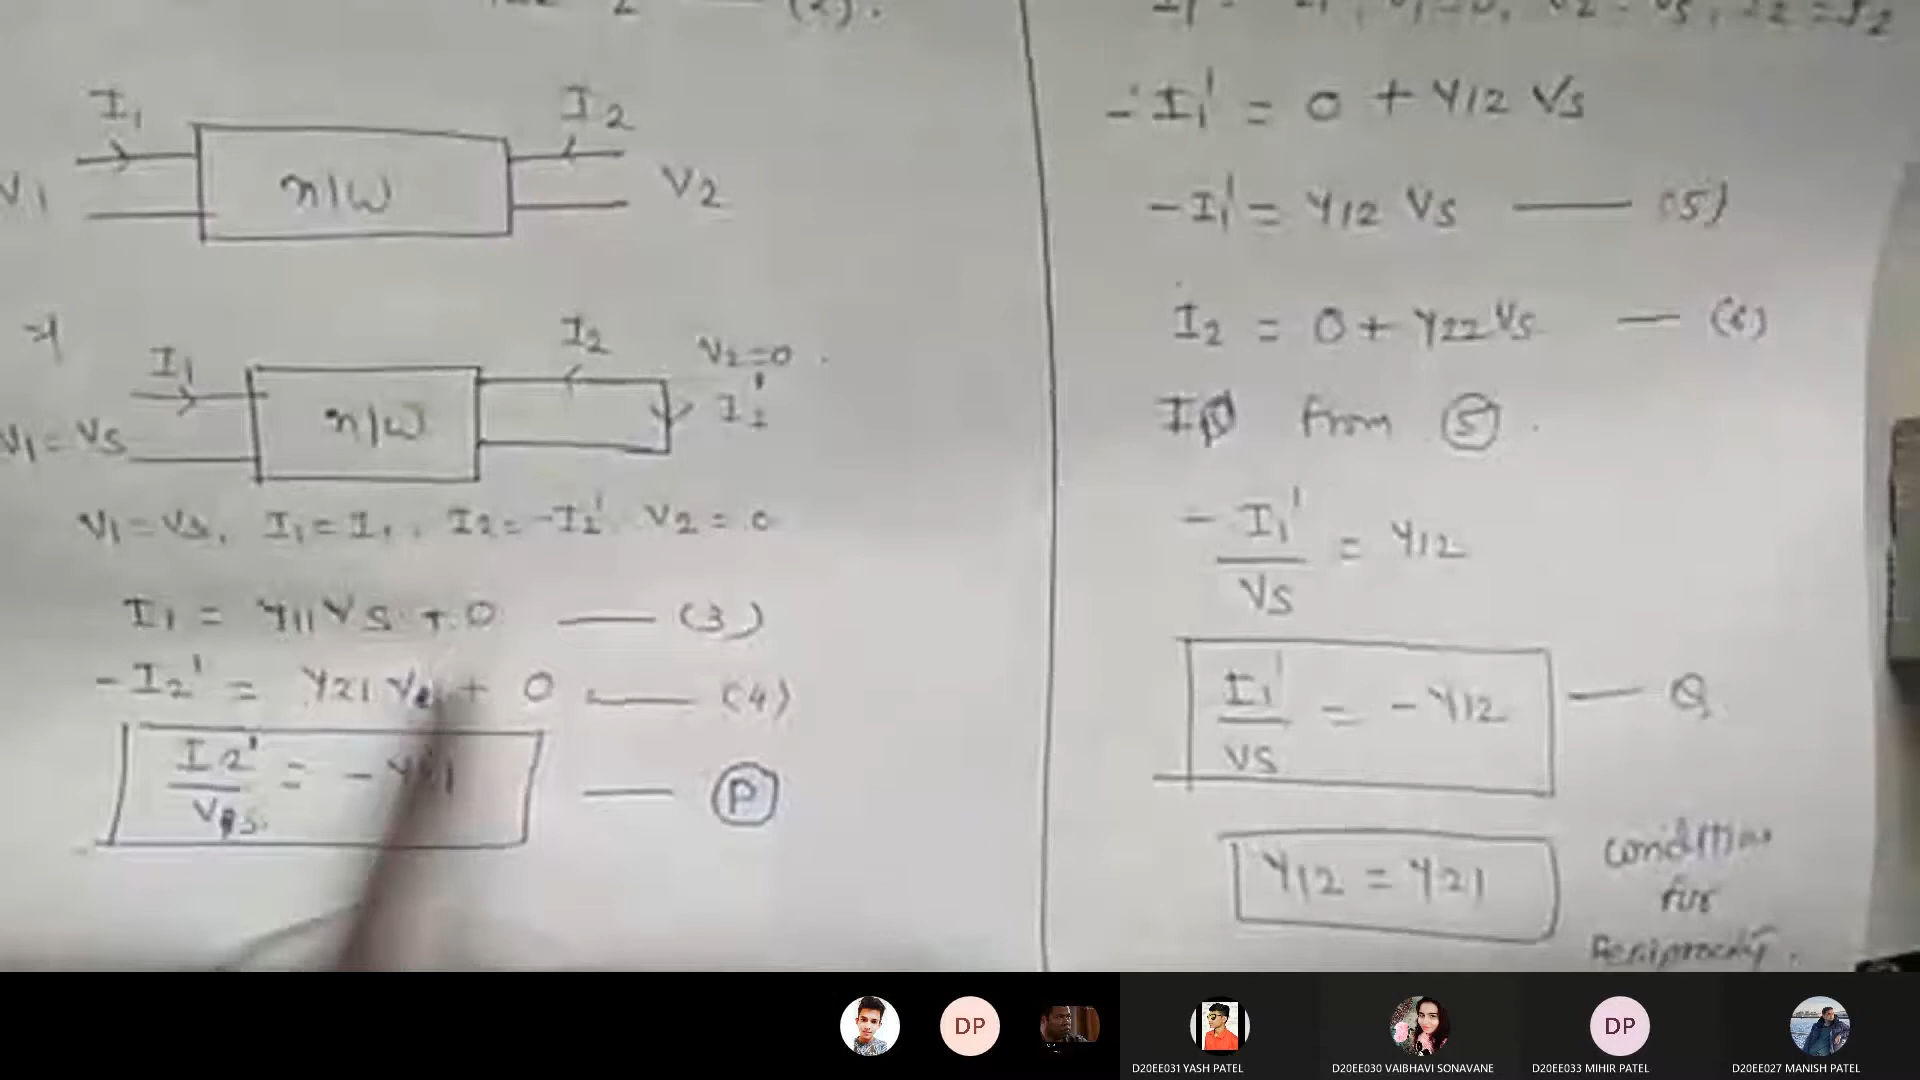 (2).
I1
I2
V1
n/w
V2
I1
I2
V2=0
V1=VS
n/w
I2'
V1=VS, I1=I1, I2=-I2', V2=0
I1 = Y11VS+0 — (3)
-I2' = Y21 VS + 0 — (4)
I2'/VS = -Y21 — P
-I1' = 0 + Y12 VS
-I1' = Y12 VS — (5)
I2 = 0 + Y22 VS — (6)
from (5).
-I1'/VS = Y12
I1'/VS = -Y12 — Q
Y12 = Y21
condition
for
Reciprocity.
DP
DP
D20EE031 YASH PATEL
D20EE030 VAIBHAVI SONAVANE
D20EE033 MIHIR PATEL
D20EE027 MANISH PATEL